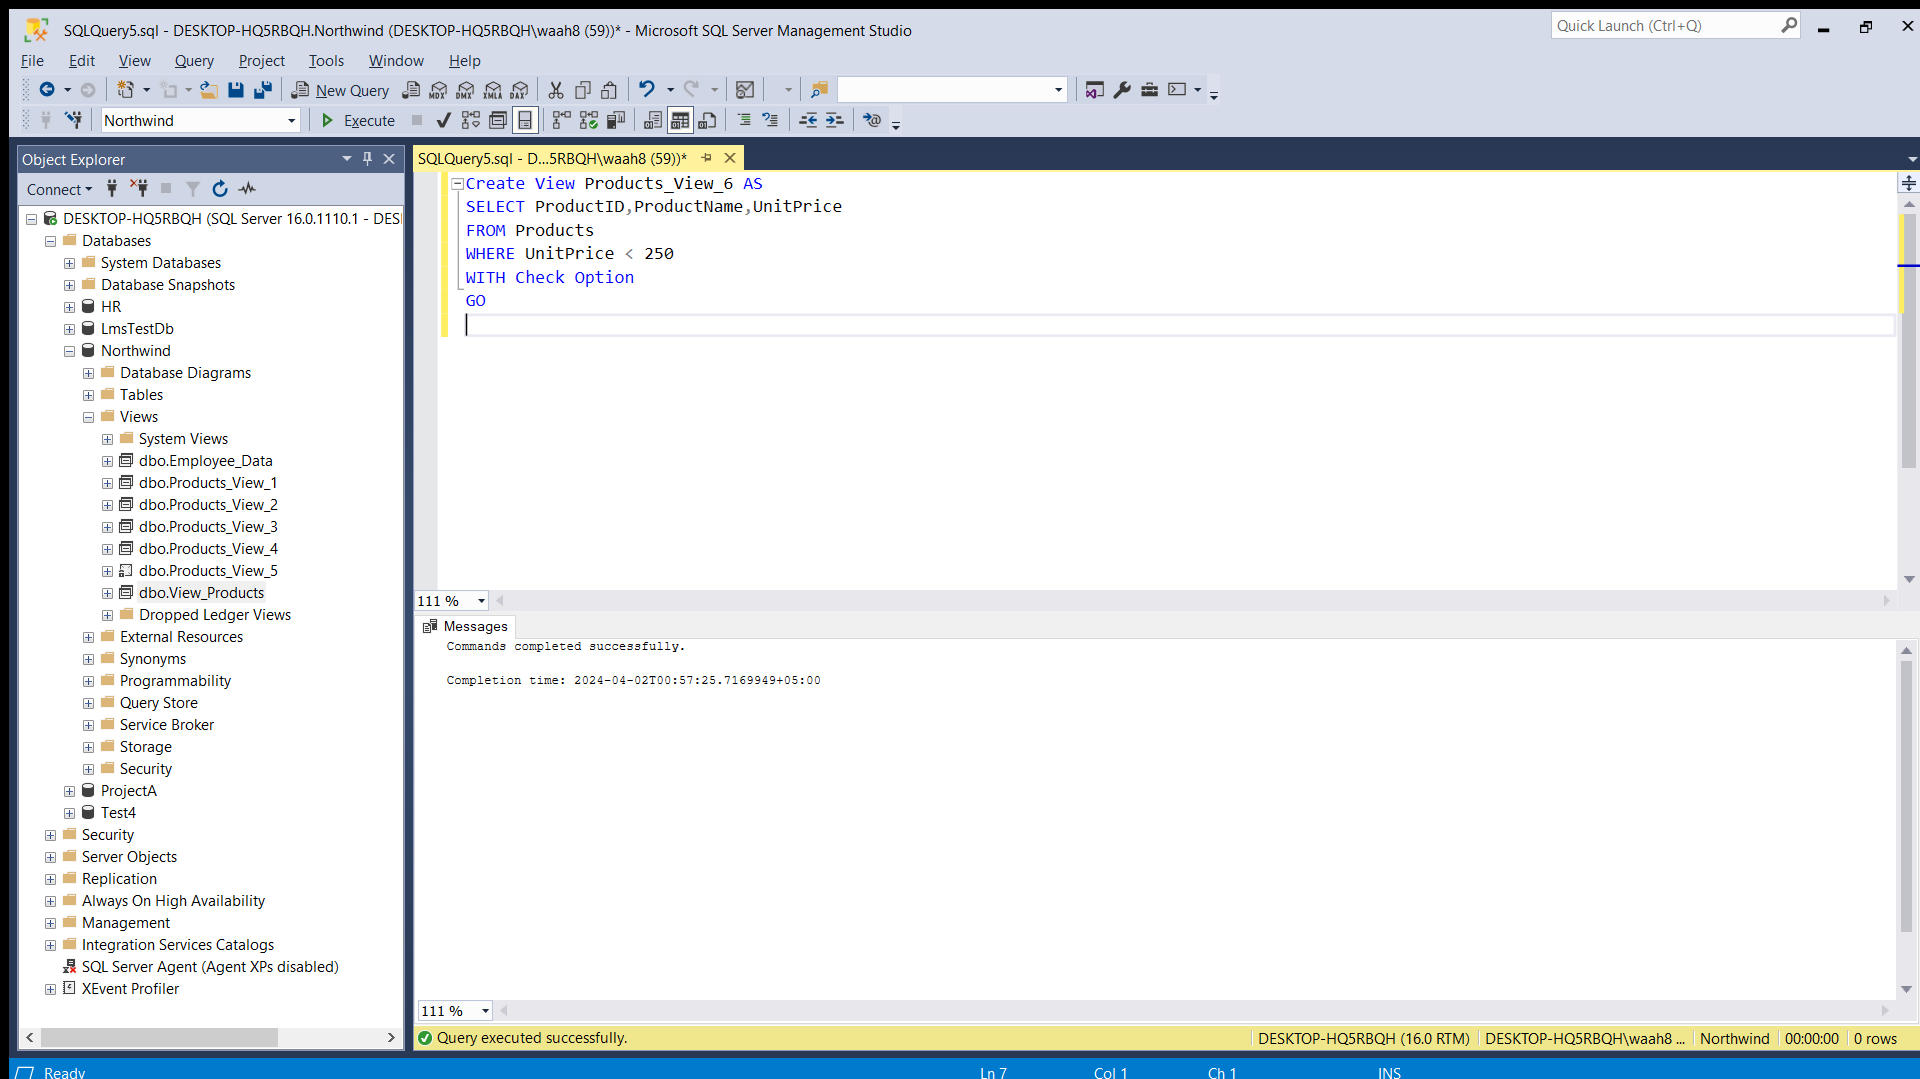 SQLQuery5.sql - DESKTOP-HQ5RBQH.Northwind (DESKTOP-HQ5RBQH\waah8 (59))* - Microsoft SQL Server Management Studio
Quick Launch (Ctrl+Q)
File Edit View Query Project Tools Window Help
New Query MDX DMX XMLA DAX
Northwind Execute
Object Explorer
SQLQuery5.sql - D...5RBQH\waah8 (59))*
Connect
DESKTOP-HQ5RBQH (SQL Server 16.0.1110.1 - DES
Databases
System Databases
Database Snapshots
HR
LmsTestDb
Northwind
Database Diagrams
Tables
Views
System Views
dbo.Employee_Data
dbo.Products_View_1
dbo.Products_View_2
dbo.Products_View_3
dbo.Products_View_4
dbo.Products_View_5
dbo.View_Products
Dropped Ledger Views
External Resources
Synonyms
Programmability
Query Store
Service Broker
Storage
Security
ProjectA
Test4
Security
Server Objects
Replication
Always On High Availability
Management
Integration Services Catalogs
SQL Server Agent (Agent XPs disabled)
XEvent Profiler
Create View Products_View_6 AS
SELECT ProductID,ProductName,UnitPrice
FROM Products
WHERE UnitPrice < 250
WITH Check Option
GO
111 %
Messages
Commands completed successfully.
Completion time: 2024-04-02T00:57:25.7169949+05:00
111 %
Query executed successfully.
DESKTOP-HQ5RBQH (16.0 RTM) DESKTOP-HQ5RBQH\waah8 ... Northwind 00:00:00 0 rows
Ready Ln 7 Col 1 Ch 1 INS